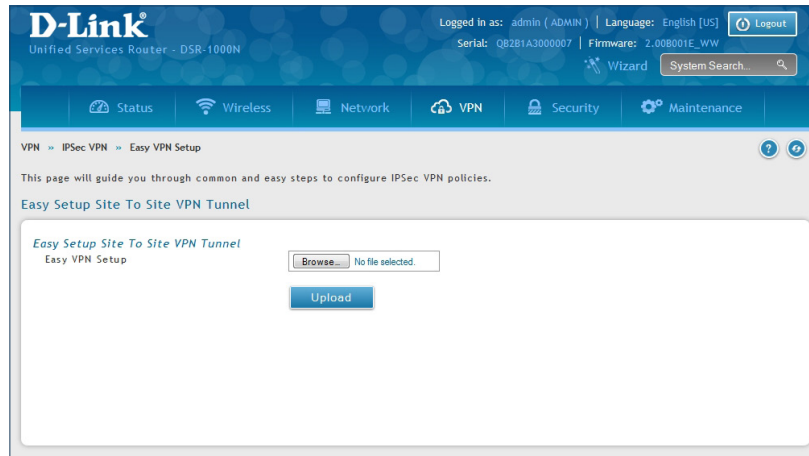 D-Link®
Unified Services Router - DSR-1000N
Logged in as: admin ( ADMIN ) | Language: English [US]
Logout
Serial: QB2B1A3000007 | Firmware: 2.00B001E_WW
Wizard
System Search...
Status
Wireless
Network
VPN
Security
Maintenance
VPN » IPSec VPN » Easy VPN Setup
?
This page will guide you through common and easy steps to configure IPSec VPN policies.
Easy Setup Site To Site VPN Tunnel
Easy Setup Site To Site VPN Tunnel
Easy VPN Setup
Browse... No file selected.
Upload